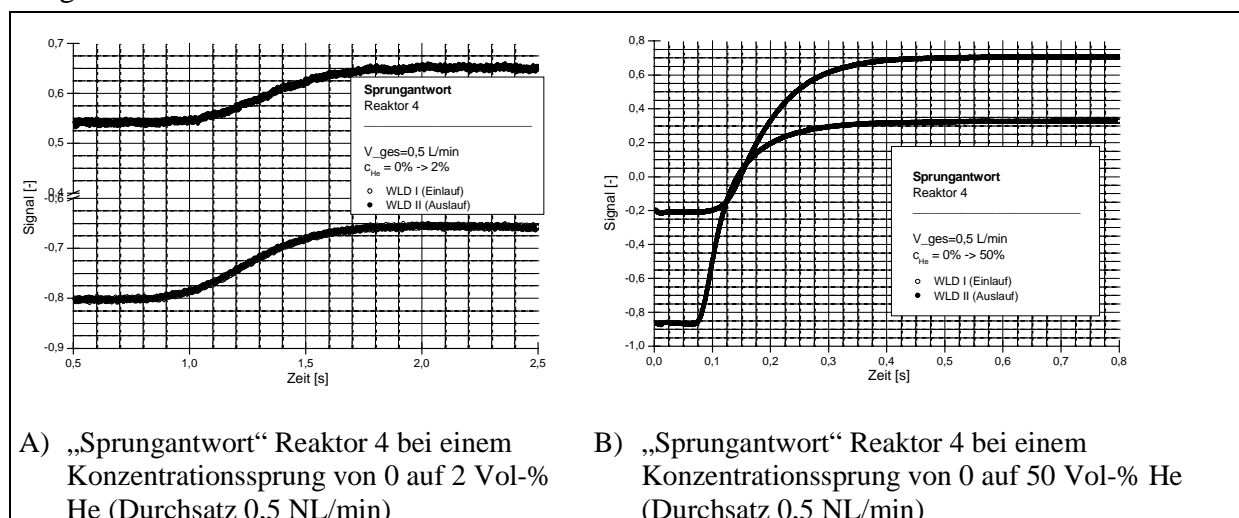 0,7
0,6
0,5
0,4
-0,6
-0,7
-0,8
-0,9
Signal [-]
0,5
1,0
1,5
2,0
2,5
Zeit [s]
Sprungantwort
Reaktor 4
V_ges=0,5 L/min
c_He = 0% -> 2%
WLD I (Einlauf)
WLD II (Auslauf)
0,8
0,6
0,4
0,2
0,0
-0,2
-0,4
-0,6
-0,8
-1,0
Signal [-]
0,0
0,1
0,2
0,3
0,4
0,5
0,6
0,7
0,8
Zeit [s]
Sprungantwort
Reaktor 4
V_ges=0,5 L/min
c_He = 0% -> 50%
WLD I (Einlauf)
WLD II (Auslauf)
A) „Sprungantwort“ Reaktor 4 bei einem
Konzentrationssprung von 0 auf 2 Vol-%
He (Durchsatz 0,5 NL/min)
B) „Sprungantwort“ Reaktor 4 bei einem
Konzentrationssprung von 0 auf 50 Vol-% He
(Durchsatz 0,5 NL/min)